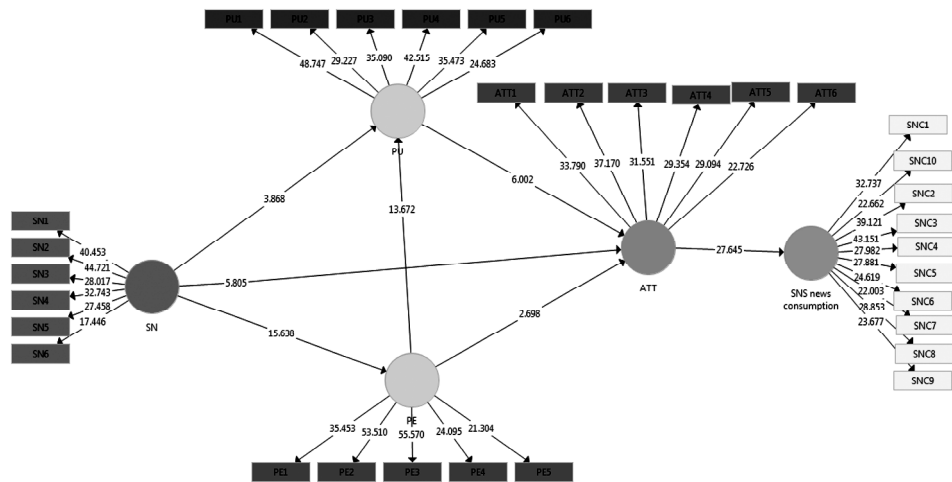 PU1 PU2 PU3 PU4 PU5 PU6
48.747 29.227 35.090 42.515 35.473 24.683
PU
ATT1 ATT2 ATT3 ATT4 ATT5 ATT6
33.790 37.170 31.551 29.354 29.094 22.726
ATT
SNC1
SNC10
SNC2
SNC3
SNC4
SNC5
SNC6
SNC7
SNC8
SNC9
32.737
22.662
39.121
43.151
27.982
27.881
24.619
22.003
28.853
23.677
SNS news
consumption
SN1
SN2
SN3
SN4
SN5
SN6
40.453
44.721
28.017
32.743
27.458
17.446
SN
3.868
13.672
6.002
5.805
27.645
15.630
2.698
PE
35.453 53.510 55.570 24.095 21.304
PE1 PE2 PE3 PE4 PE5